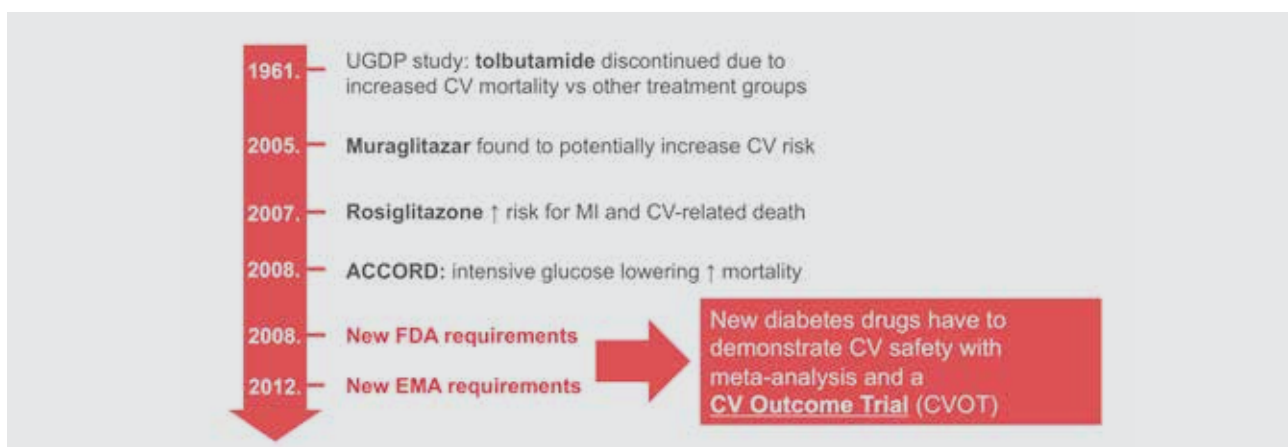 1961.
UGDP study: tolbutamide discontinued due to
increased CV mortality vs other treatment groups
2005.
Muraglitazar found to potentially increase CV risk
2007.
Rosiglitazone ↑ risk for MI and CV-related death
2008.
ACCORD: intensive glucose lowering ↑ mortality
2008.
New FDA requirements
2012.
New EMA requirements
New diabetes drugs have to
demonstrate CV safety with
meta-analysis and a
CV Outcome Trial (CVOT)